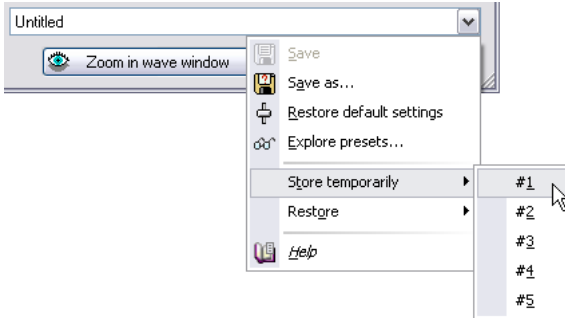 Untitled
Zoom in wave window
Save
Save as...
Restore default settings
Explore presets...
Store temporarily
Restore
Help
#1
#2
#3
#4
#5